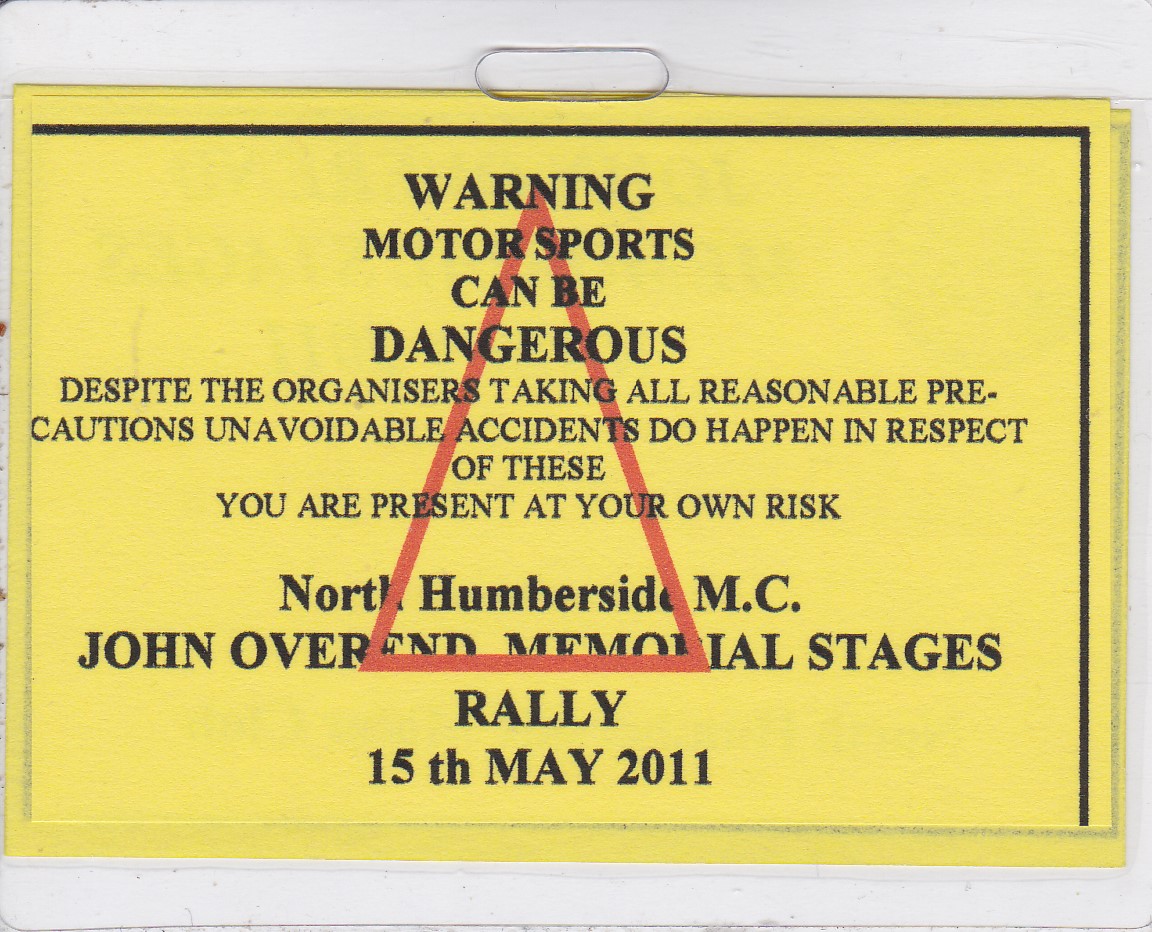 WARNING
MOTOR SPORTS
CAN BE
DANGEROUS
DESPITE THE ORGANISERS TAKING ALL REASONABLE PRE-
CAUTIONS UNAVOIDABLE ACCIDENTS DO HAPPEN IN RESPECT
OF THESE
YOU ARE PRESENT AT YOUR OWN RISK
North Humberside M.C.
JOHN OVEREND MEMORIAL STAGES
RALLY
15 th MAY 2011